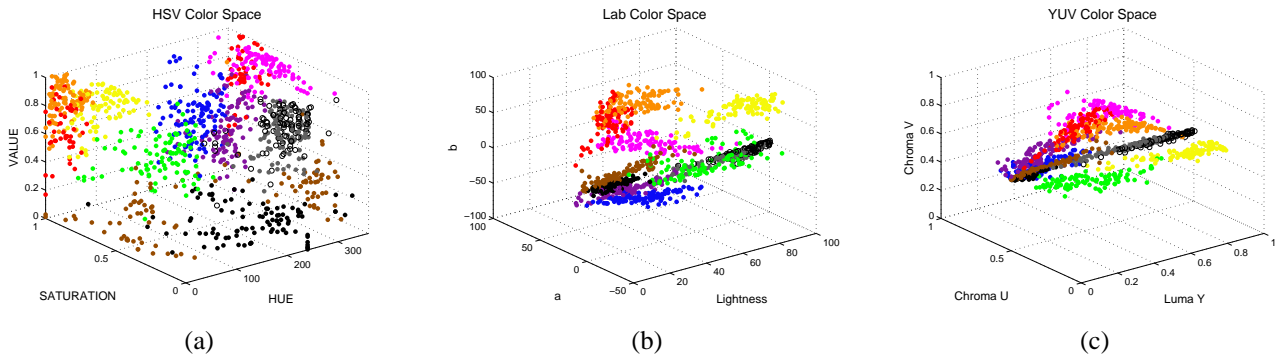 HSV Color Space
1
0.8
0.6
0.4
0.2
0
VALUE
1
0.5
0
SATURATION
0
100
200
300
HUE
(a)
Lab Color Space
100
50
0
−50
−100
b
100
50
0
−50
a
0
20
40
60
80
100
Lightness
(b)
YUV Color Space
1
0.8
0.6
0.4
0.2
0
Chroma V
1
0.5
0
Chroma U
0
0.2
0.4
0.6
0.8
1
Luma Y
(c)